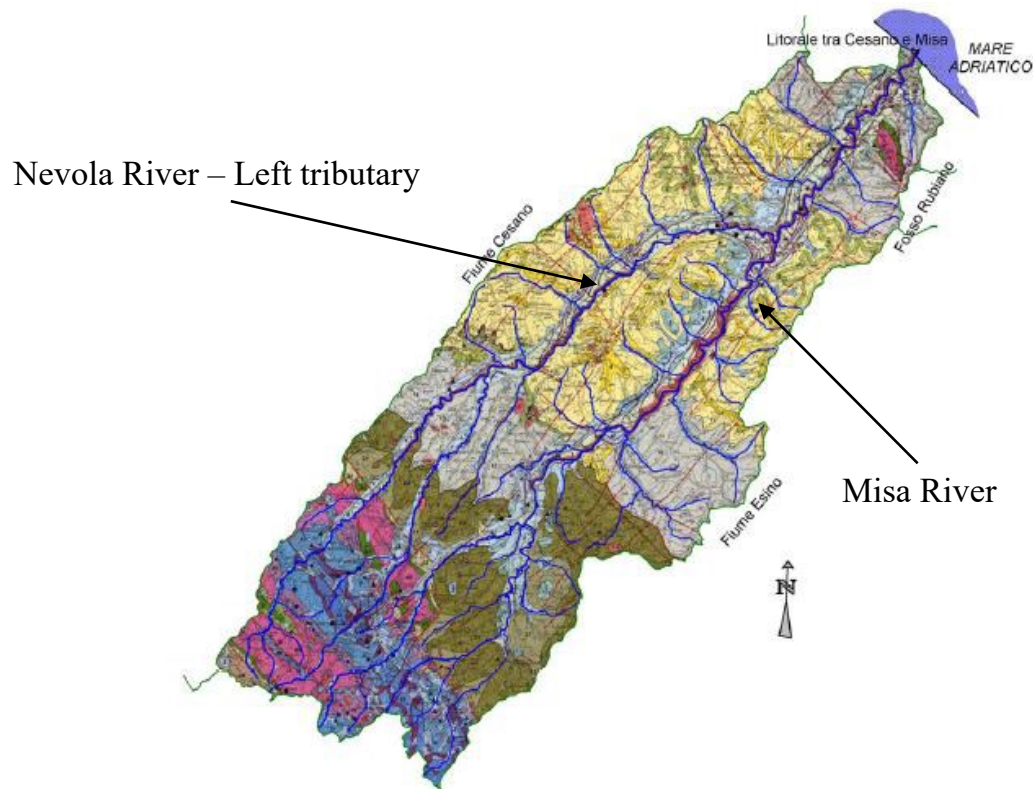 Litorale tra Cesano e Misa
MARE
ADRIATICO
Nevola River – Left tributary
Fiume Cesano
Fosso Rubiano
Misa River
Fiume Esino
N